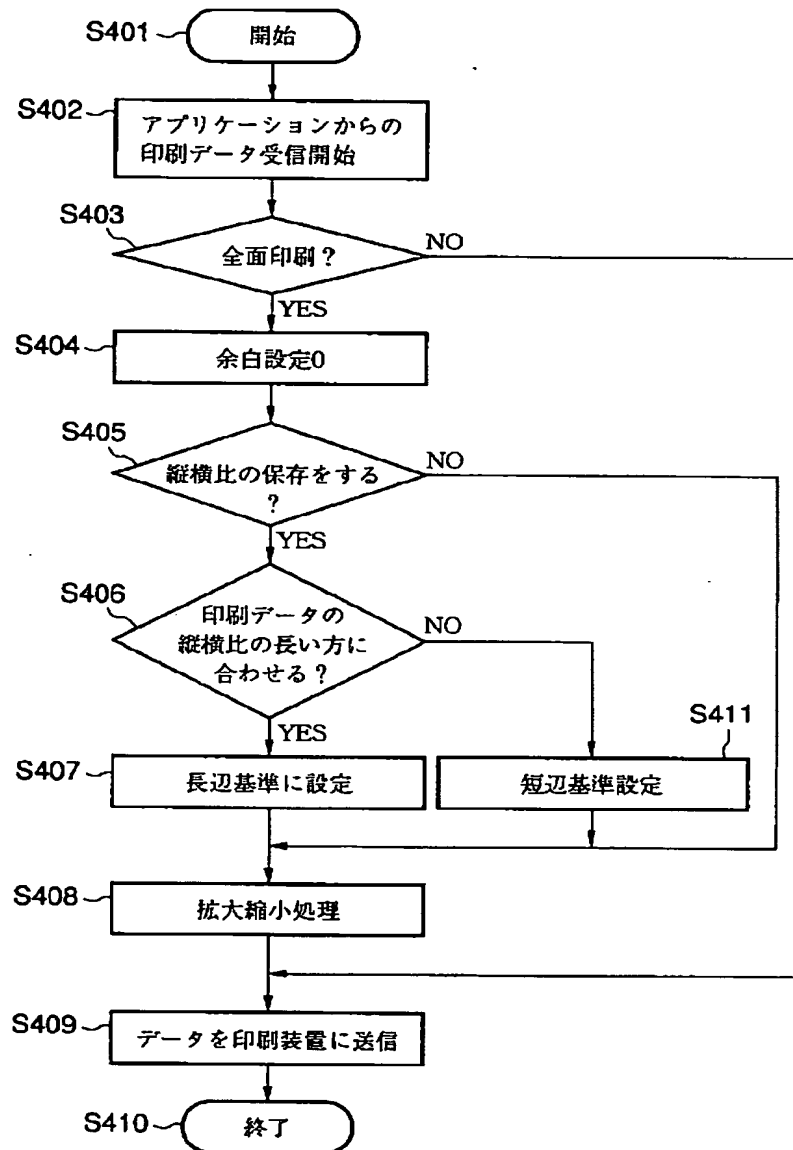 S401
開始
S402
アプリケーションからの
印刷データ受信開始
S403
全面印刷？
NO
YES
S404
余白設定0
S405
縦横比の保存をする
？
NO
YES
S406
印刷データの
縦横比の長い方に
合わせる？
NO
YES
S407
長辺基準に設定
S411
短辺基準設定
S408
拡大縮小処理
S409
データを印刷装置に送信
S410
終了